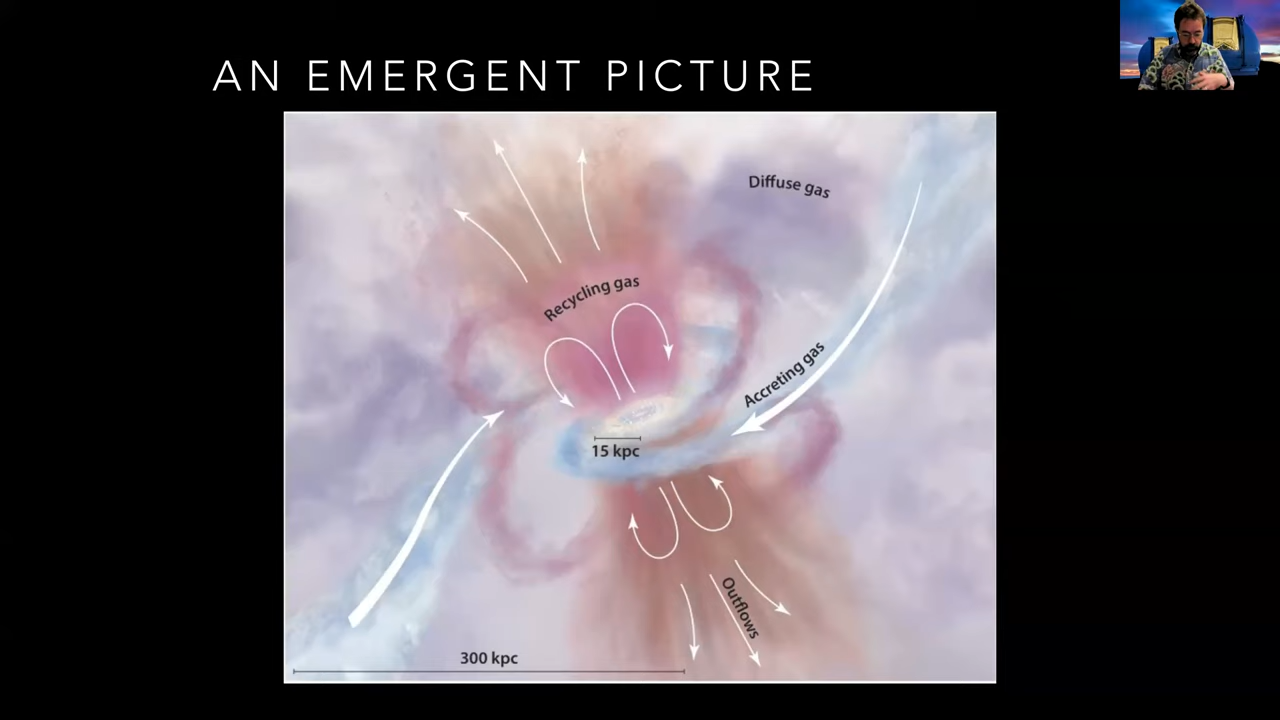 AN EMERGENT PICTURE
Diffuse gas
Recycling gas
Accreting gas
15 kpc
Outflows
300 kpc